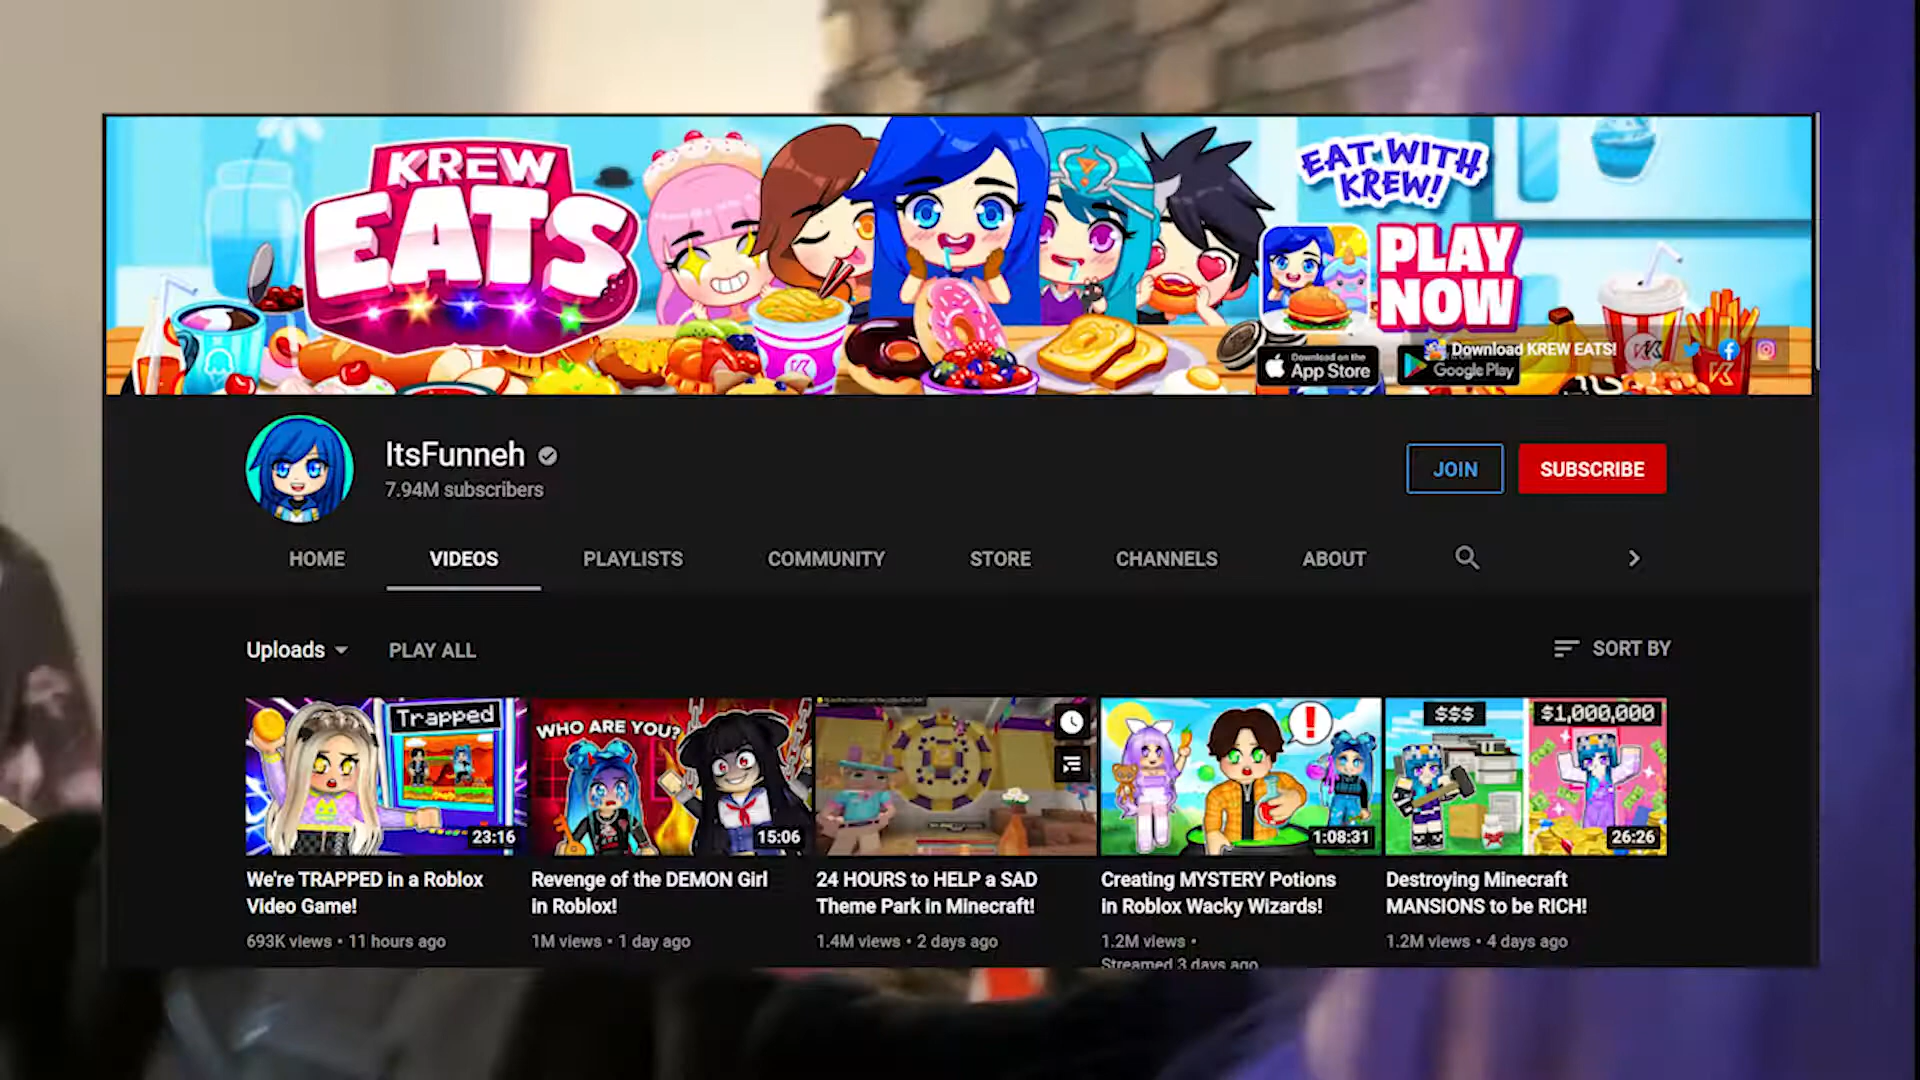 KREW
EATS
EAT WITH
KREW!
PLAY
NOW
Download on the
App Store
Google Play
Download KREW EATS!
ItsFunneh
7.94M subscribers
JOIN
SUBSCRIBE
HOME
VIDEOS
PLAYLISTS
COMMUNITY
STORE
CHANNELS
ABOUT
Uploads
PLAY ALL
SORT BY
Trapped
23:16
WHO ARE YOU?
15:06
1:08:31
$$$
$1,000,000
26:26
We're TRAPPED in a Roblox
Video Game!
693K views • 11 hours ago
Revenge of the DEMON Girl
in Roblox!
1M views • 1 day ago
24 HOURS to HELP a SAD
Theme Park in Minecraft!
1.4M views • 2 days ago
Creating MYSTERY Potions
in Roblox Wacky Wizards!
1.2M views •
Streamed 3 days ago
Destroying Minecraft
MANSIONS to be RICH!
1.2M views • 4 days ago